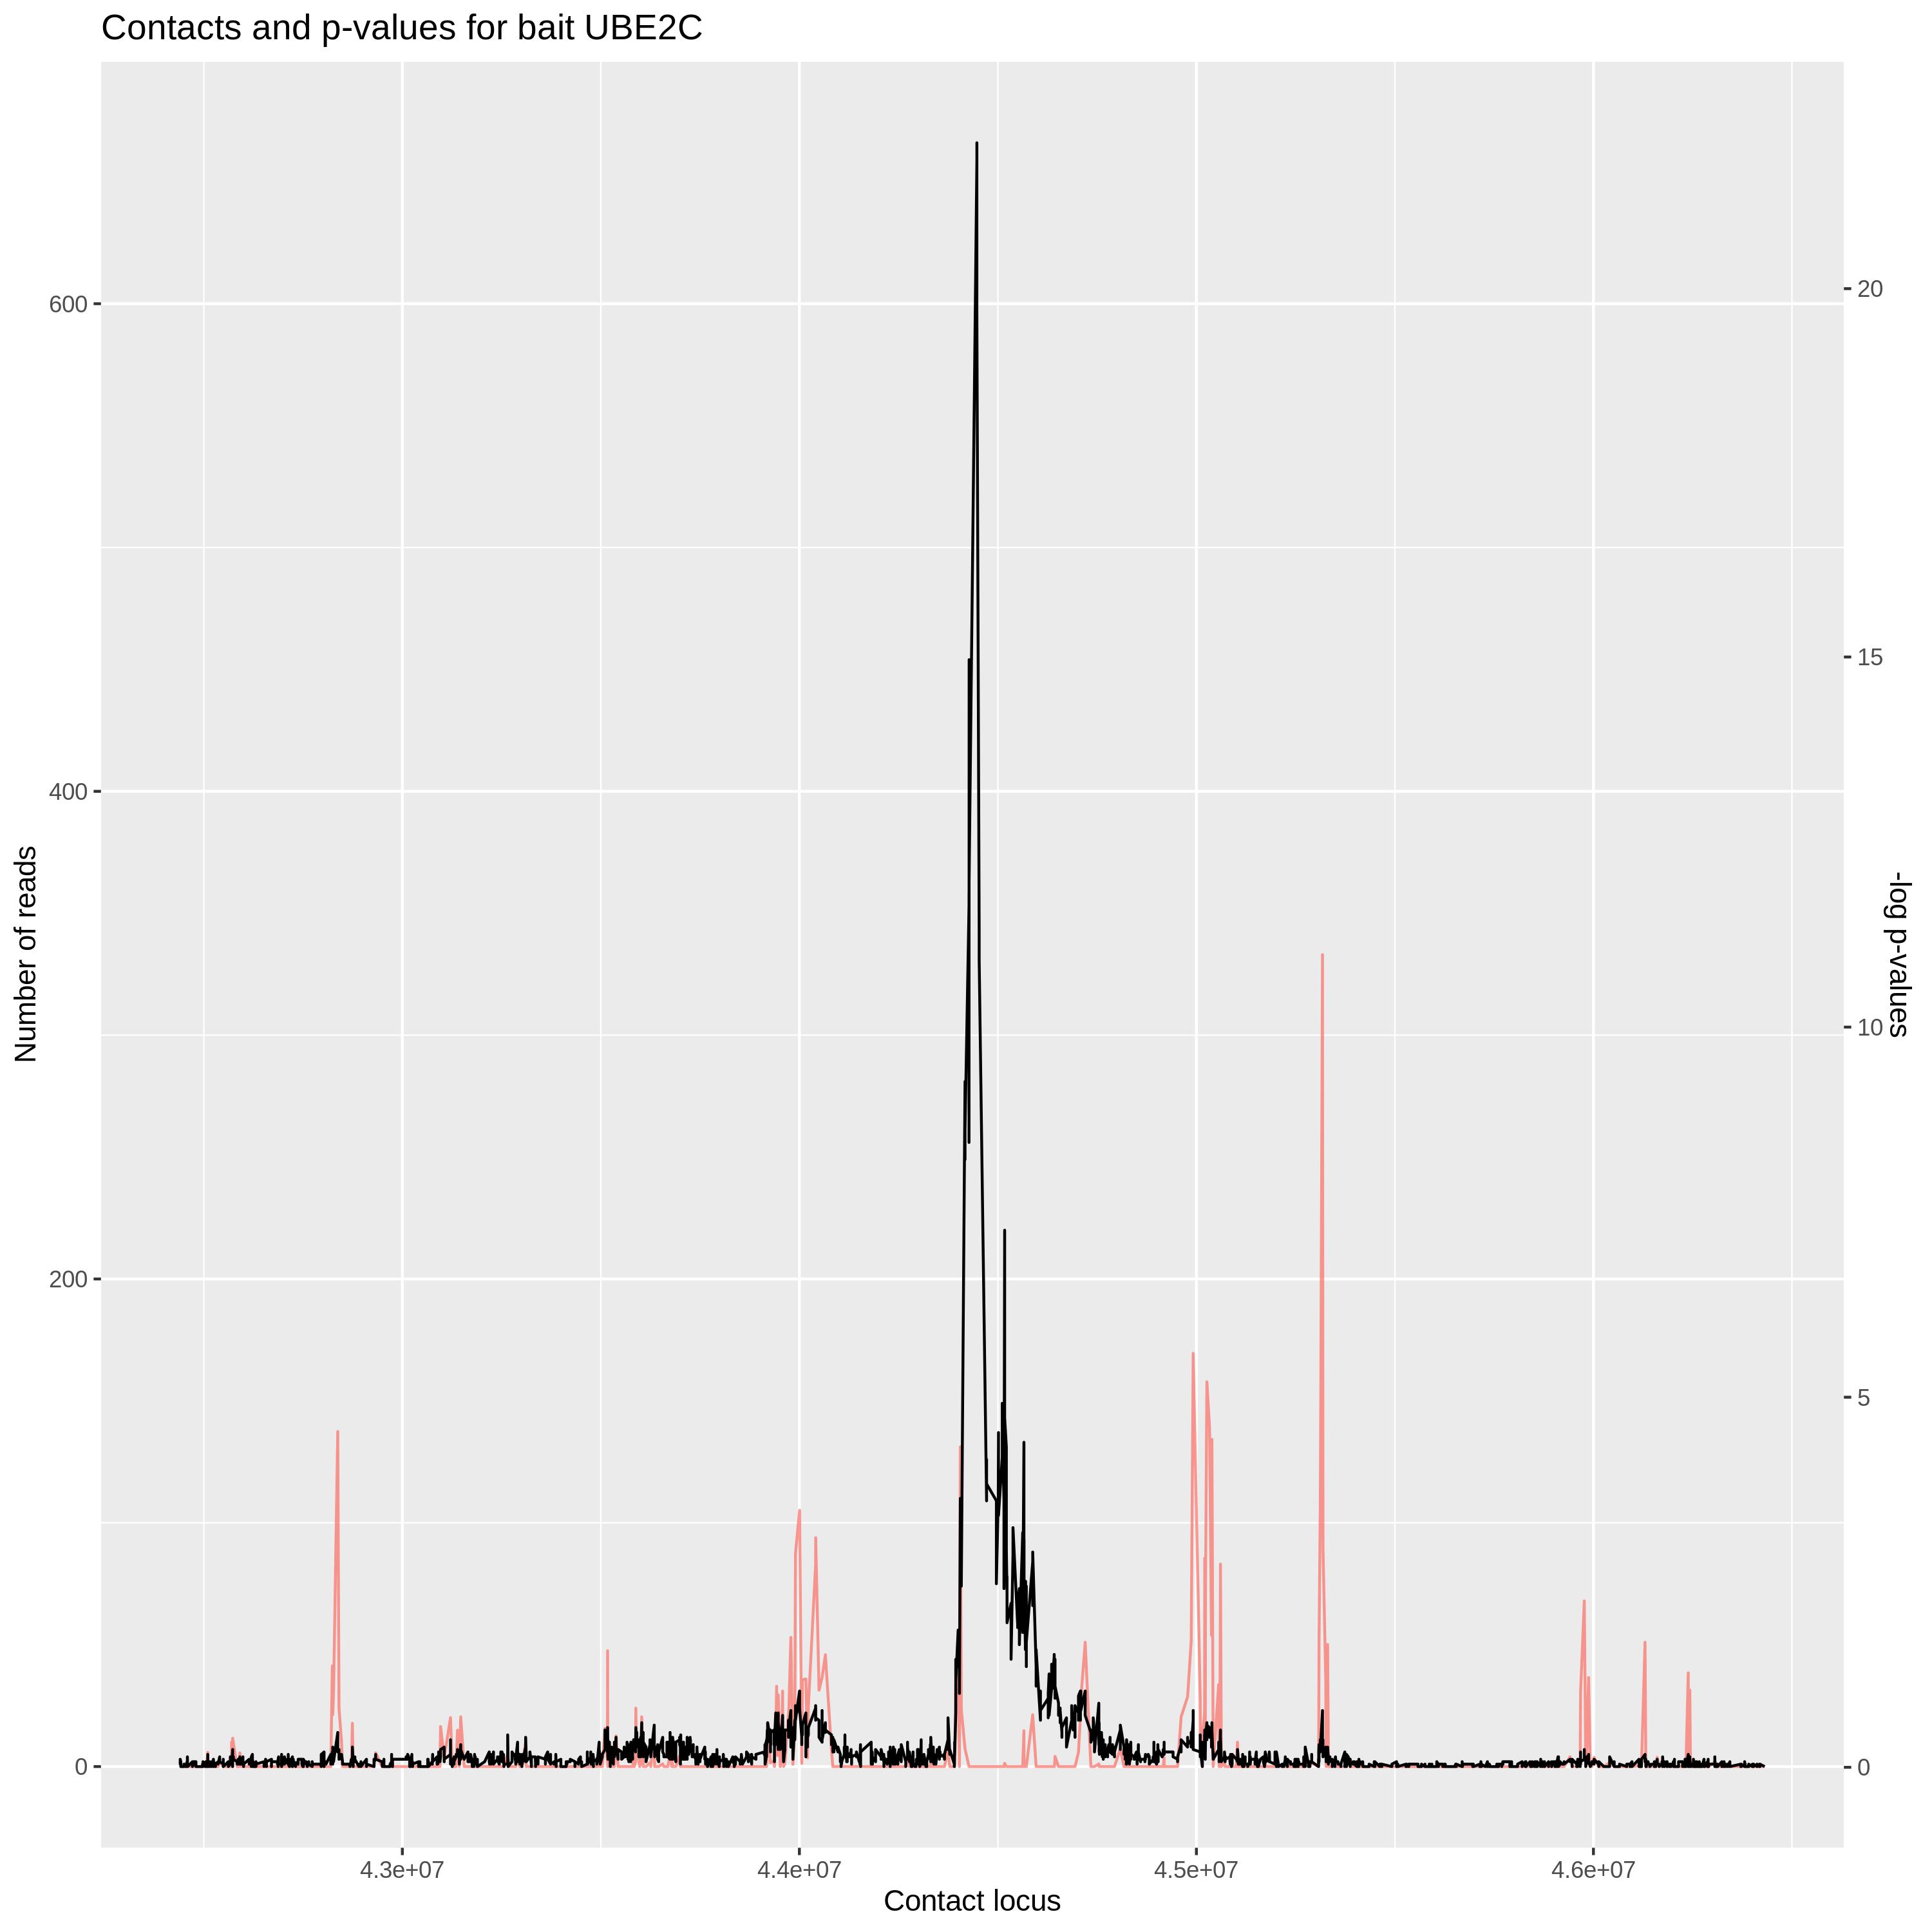 Contacts and p-values for bait UBE2C
600
400
200
0
Number of reads
20
15
10
5
0
-log p-values
4.3e+07
4.4e+07
4.5e+07
4.6e+07
Contact locus